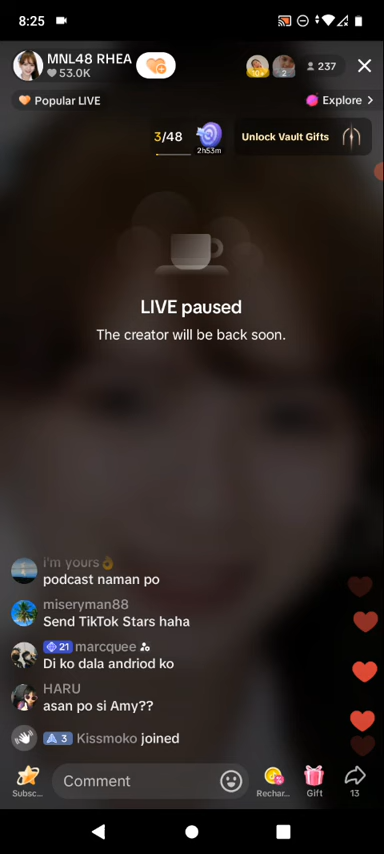 8:25
MNL48 RHEA
53.0K
237
Popular LIVE
Explore
3/48
2h53m
Unlock Vault Gifts
LIVE paused
The creator will be back soon.
i'm yours👌
podcast naman po
miseryman88
Send TikTok Stars haha
21 marcquee
Di ko dala andriod ko
HARU
asan po si Amy??
3 Kissmoko joined
Subsc...
Comment
Rechar...
Gift
13